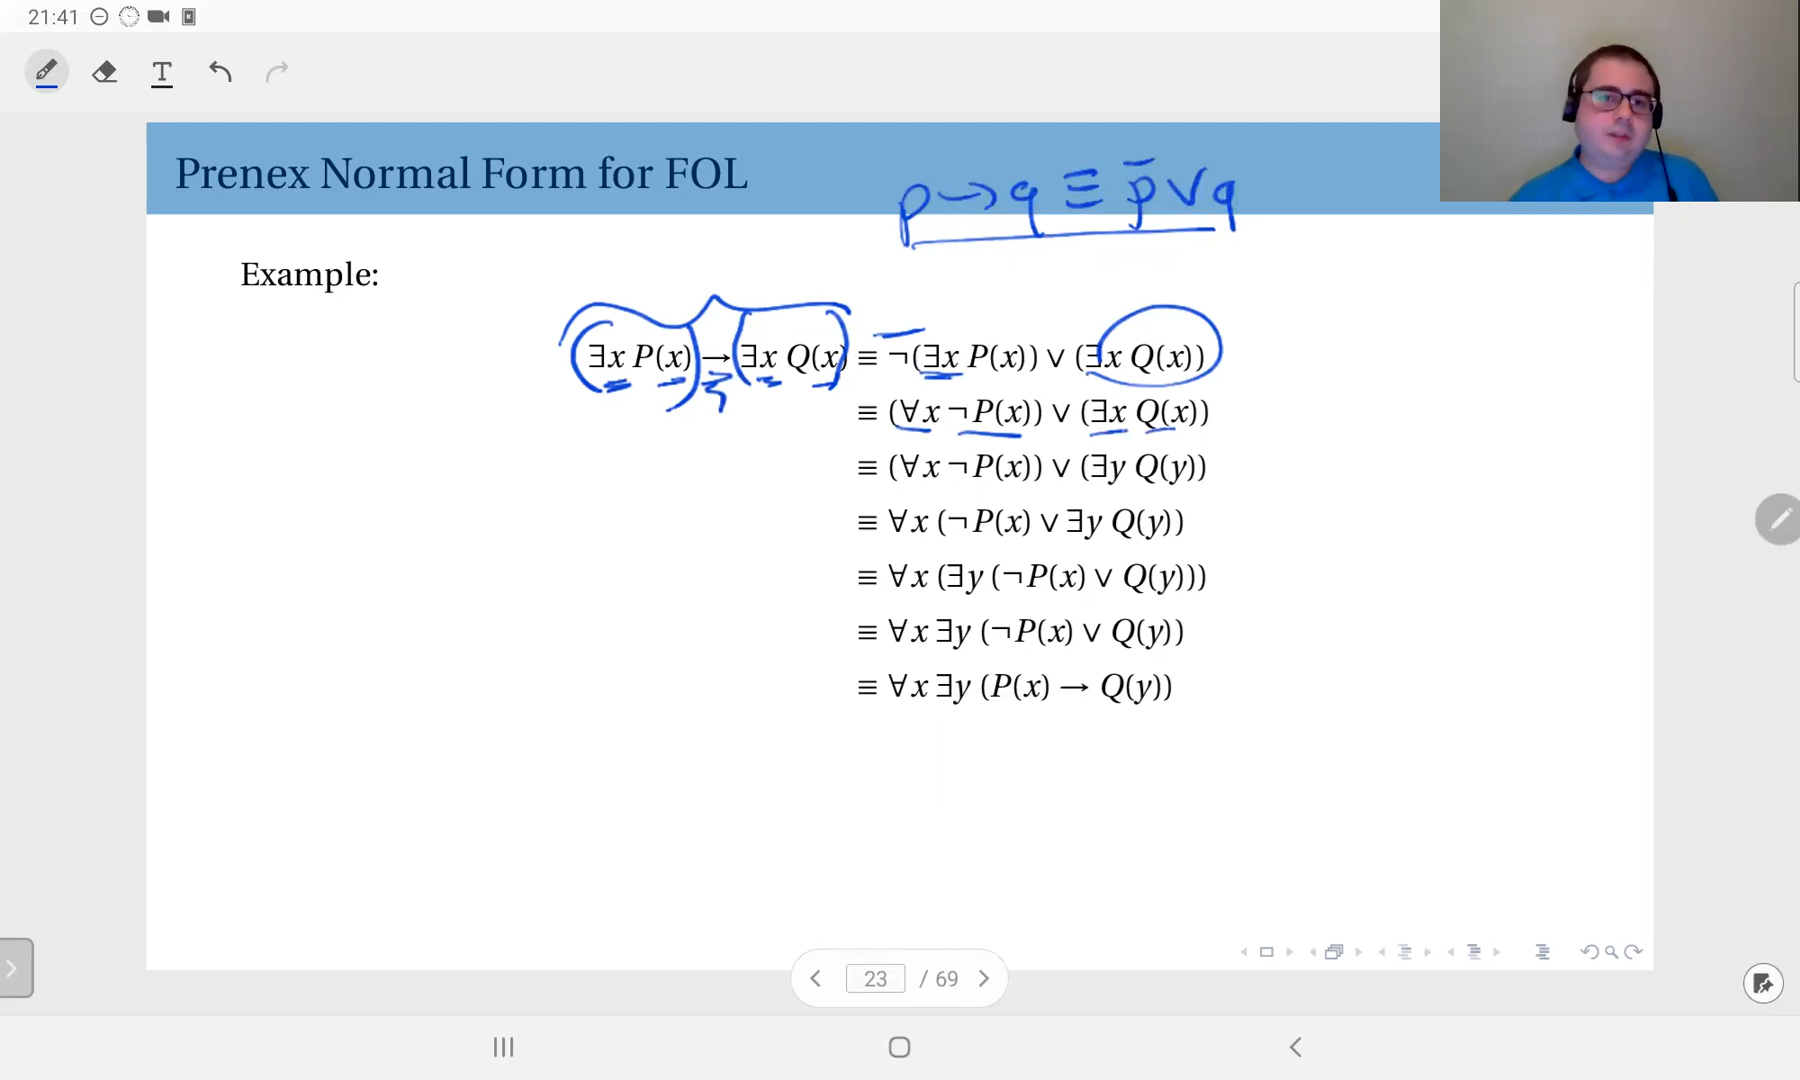 21:41
T
Prenex Normal Form for FOL
p → q ≡ p̅ ∨ q
Example:
∃x P(x) → ∃x Q(x) ≡ ¬(∃x P(x)) ∨ (∃x Q(x))
≡ (∀x ¬P(x)) ∨ (∃x Q(x))
≡ (∀x ¬P(x)) ∨ (∃y Q(y))
≡ ∀x (¬P(x) ∨ ∃y Q(y))
≡ ∀x (∃y (¬P(x) ∨ Q(y)))
≡ ∀x ∃y (¬P(x) ∨ Q(y))
≡ ∀x ∃y (P(x) → Q(y))
23 / 69